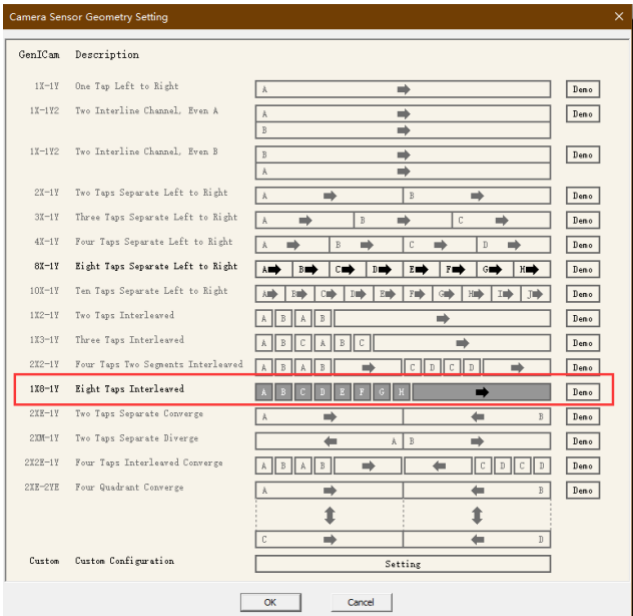 Camera Sensor Geometry Setting
GenICam Description
1X-1Y One Tap Left to Right A Demo
1X-1Y2 Two Interline Channel, Even A A Demo
B
1X-1Y2 Two Interline Channel, Even B B Demo
A
2X-1Y Two Taps Separate Left to Right A B Demo
3X-1Y Three Taps Separate Left to Right A B C Demo
4X-1Y Four Taps Separate Left to Right A B C D Demo
8X-1Y Eight Taps Separate Left to Right A B C D E F G H Demo
10X-1Y Ten Taps Separate Left to Right A B C D E F G H I J Demo
1X2-1Y Two Taps Interleaved A B A B Demo
1X3-1Y Three Taps Interleaved A B C A B C Demo
2X2-1Y Four Taps Two Segments Interleaved A B A B C D C D Demo
1X8-1Y Eight Taps Interleaved A B C D E F G H Demo
2XE-1Y Two Taps Separate Converge A B Demo
2XM-1Y Two Taps Separate Diverge A B Demo
2X2E-1Y Four Taps Interleaved Converge A B A B C D C D Demo
2XE-2YE Four Quadrant Converge A B Demo
C D
Custom Custom Configuration Setting
OK Cancel